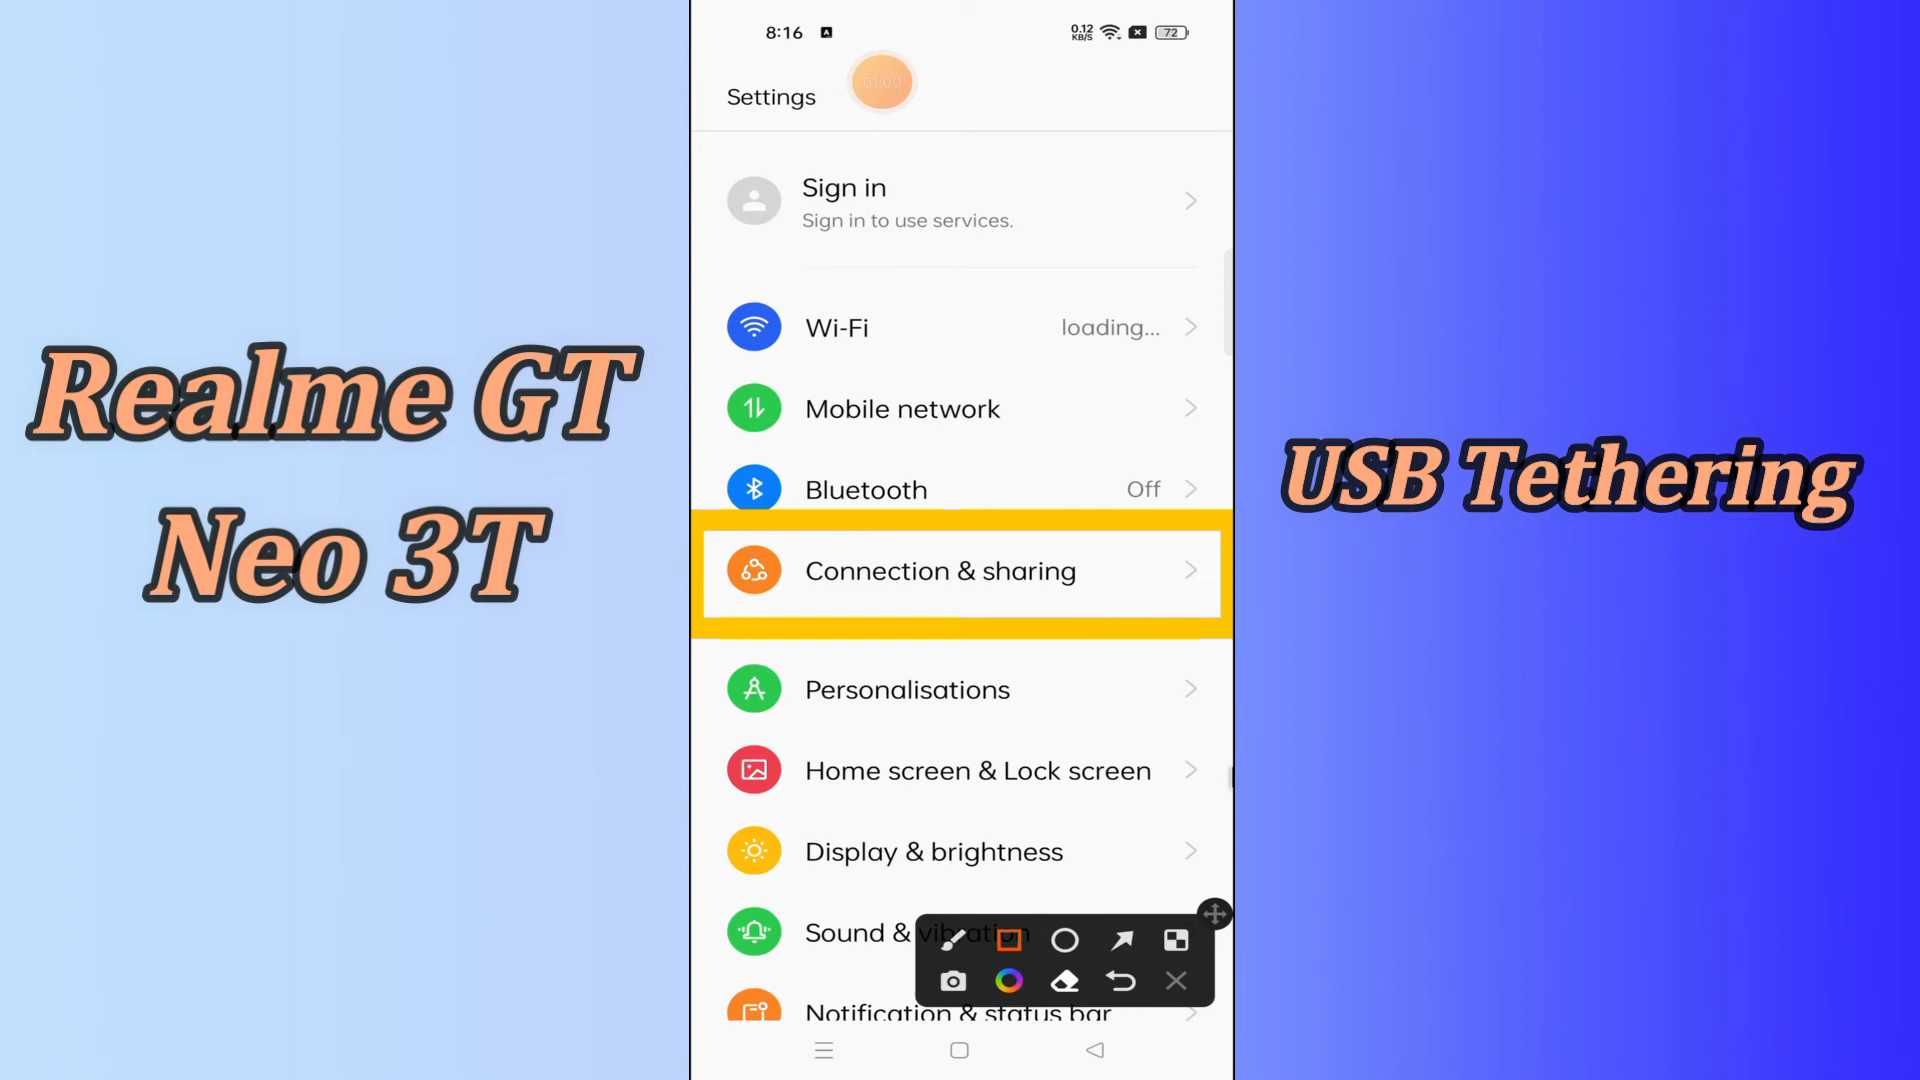 Realme GT
Neo 3T
8:16
A
0.12
KB/S
72
Settings
01:00
Sign in
Sign in to use services.
Wi-Fi
loading...
Mobile network
Bluetooth
Off
Connection & sharing
Personalisations
Home screen & Lock screen
Display & brightness
Sound & vibration
Notification & status bar
USB Tethering